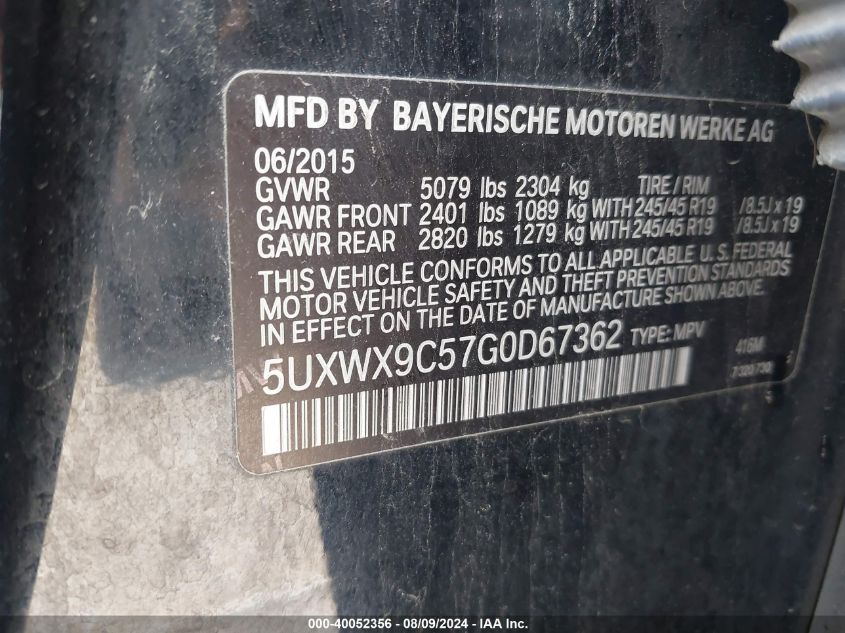 MFD BY BAYERISCHE MOTOREN WERKE AG
06/2015
GVWR 5079 lbs 2304 kg TIRE / RIM
GAWR FRONT 2401 lbs 1089 kg WITH 245/45 R19 /8.5J x 19
GAWR REAR 2820 lbs 1279 kg WITH 245/45 R19 /8.5J x 19
THIS VEHICLE CONFORMS TO ALL APPLICABLE U. S. FEDERAL
MOTOR VEHICLE SAFETY AND THEFT PREVENTION STANDARDS
IN EFFECT ON THE DATE OF MANUFACTURE SHOWN ABOVE.
5UXWX9C57G0D67362 TYPE: MPV 416M
7320730
000-40052356 - 08/09/2024 - IAA Inc.